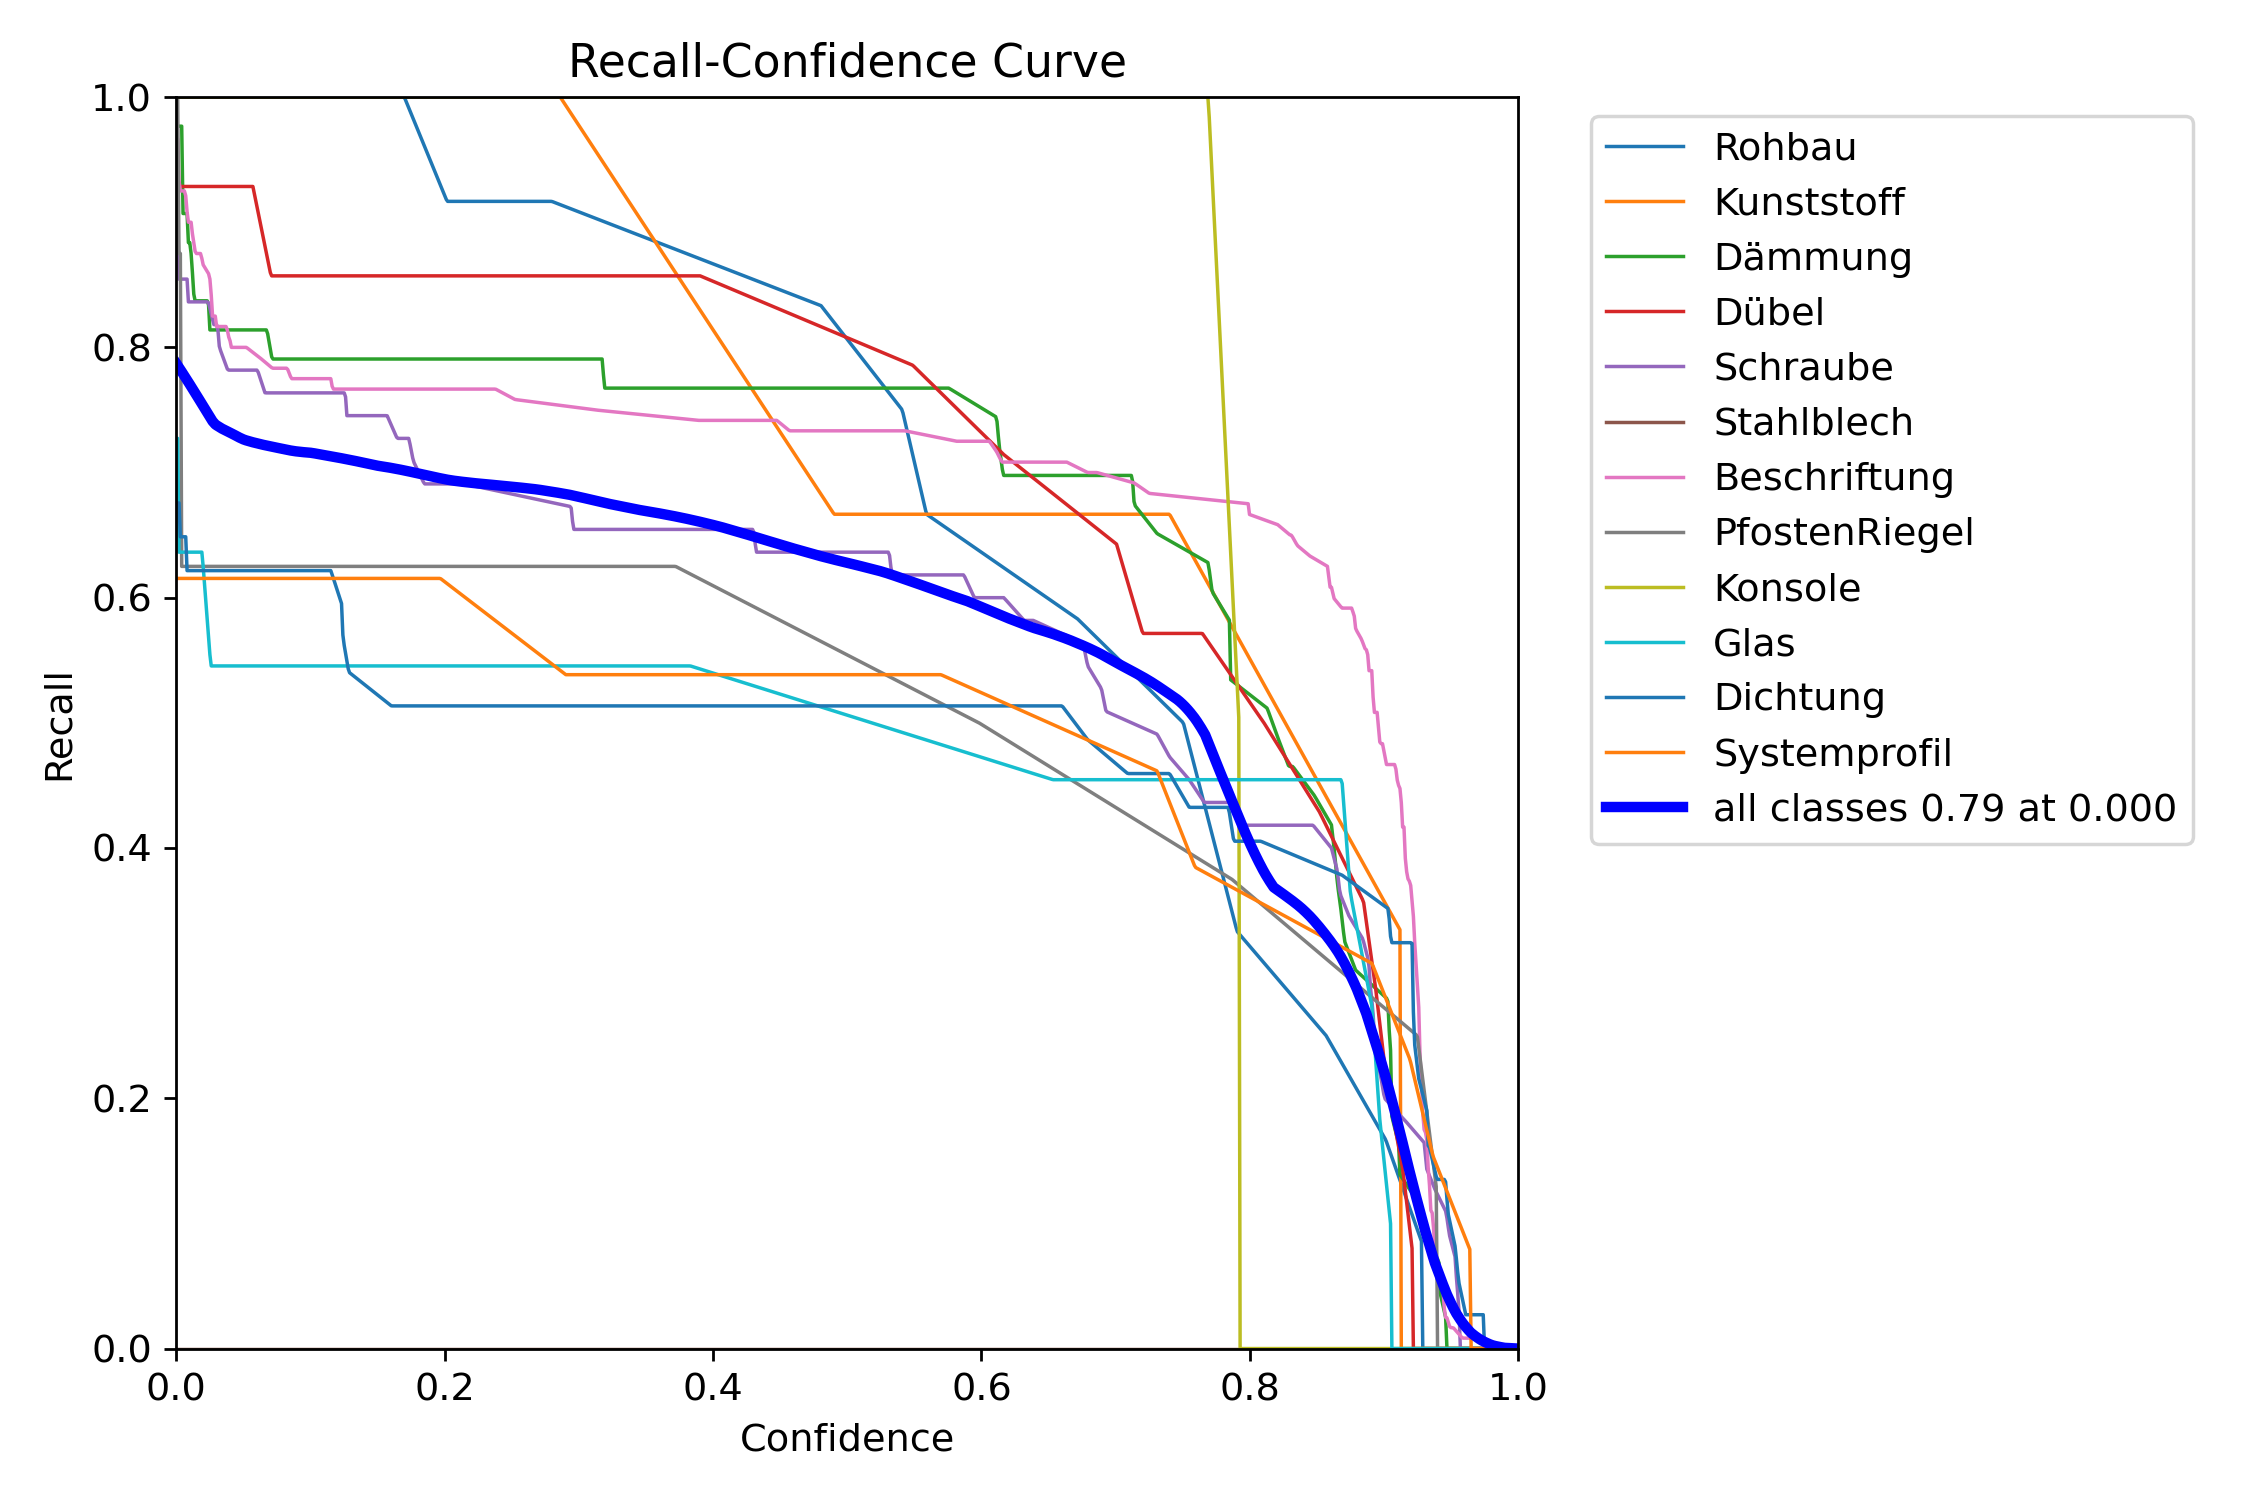 Recall-Confidence Curve
1.0
0.8
0.6
0.4
0.2
0.0
Recall
0.0 0.2 0.4 0.6 0.8 1.0
Confidence
Rohbau
Kunststoff
Dämmung
Dübel
Schraube
Stahlblech
Beschriftung
PfostenRiegel
Konsole
Glas
Dichtung
Systemprofil
all classes 0.79 at 0.000